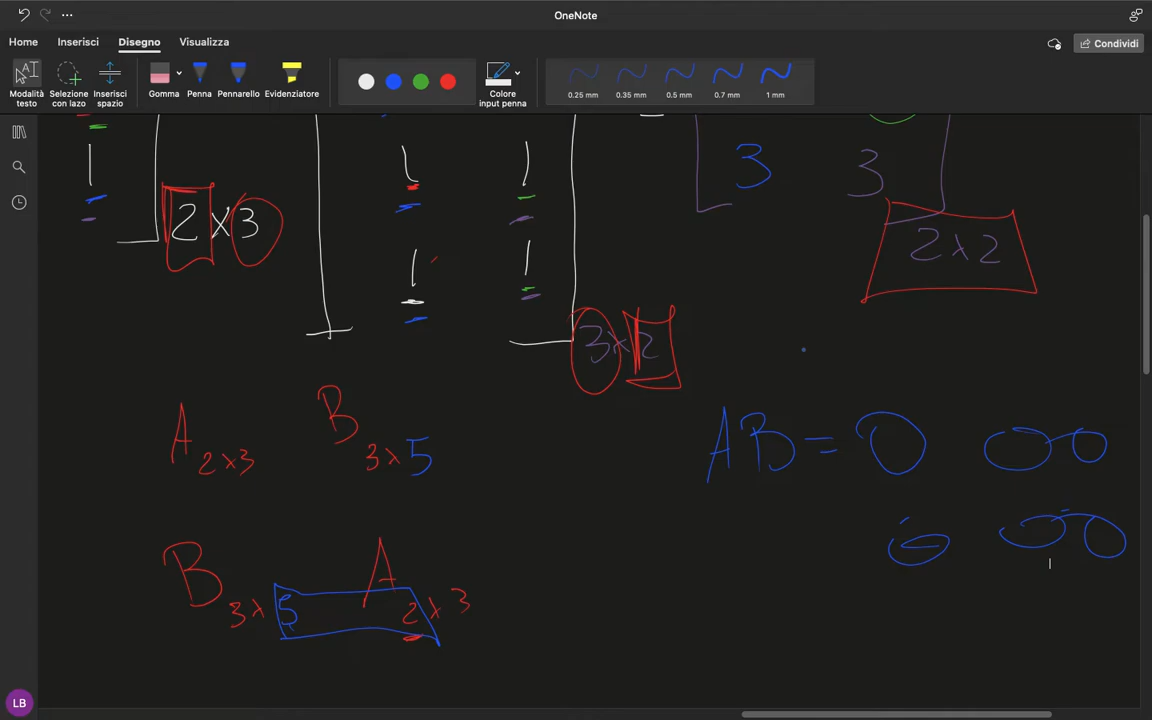 OneNote
Home Inserisci Disegno Visualizza
Condividi
Modalità testo
Selezione con lazo
Inserisci spazio
Gomma
Penna
Pennarello
Evidenziatore
Colore input penna
0.25 mm
0.35 mm
0.5 mm
0.7 mm
1 mm
3 3
2x3
2x2
3x2
A 2x3 B 3x5
AB = 0
B 3x5 A 2x3
LB